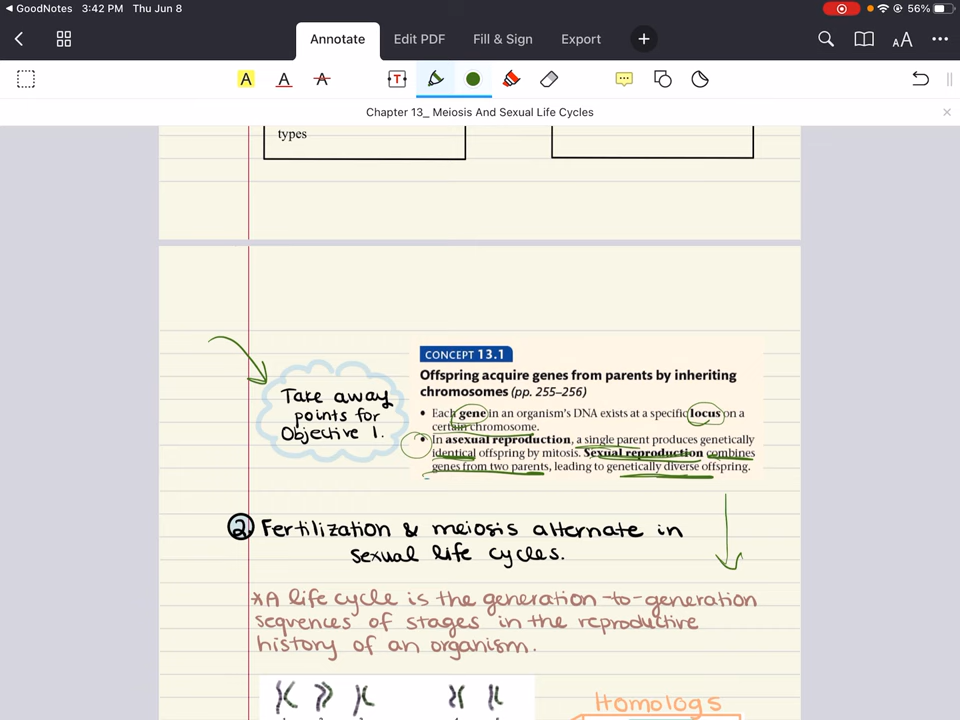 GoodNotes 3:42 PM Thu Jun 8 56%
Annotate Edit PDF Fill & Sign Export
Chapter 13_ Meiosis And Sexual Life Cycles
types
CONCEPT 13.1
Offspring acquire genes from parents by inheriting
chromosomes (pp. 255–256)
• Each gene in an organism's DNA exists at a specific locus on a
certain chromosome.
• In asexual reproduction, a single parent produces genetically
identical offspring by mitosis. Sexual reproduction combines
genes from two parents, leading to genetically diverse offspring.
Take away
points for
Objective 1.
2. Fertilization & meiosis alternate in
sexual life cycles.
*A life cycle is the generation-to-generation
sequences of stages in the reproductive
history of an organism.
Homologs